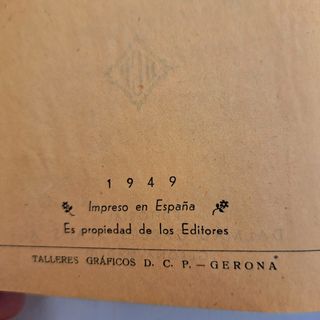 1949
Impreso en España
Es propiedad de los Editores
TALLERES GRÁFICOS D. C. P. — GERONA